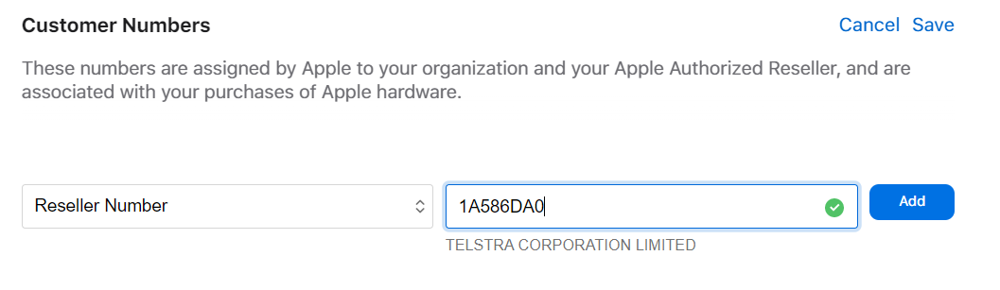 Customer Numbers
Cancel Save
These numbers are assigned by Apple to your organization and your Apple Authorized Reseller, and are
associated with your purchases of Apple hardware.
Reseller Number
1A586DA0
Add
TELSTRA CORPORATION LIMITED